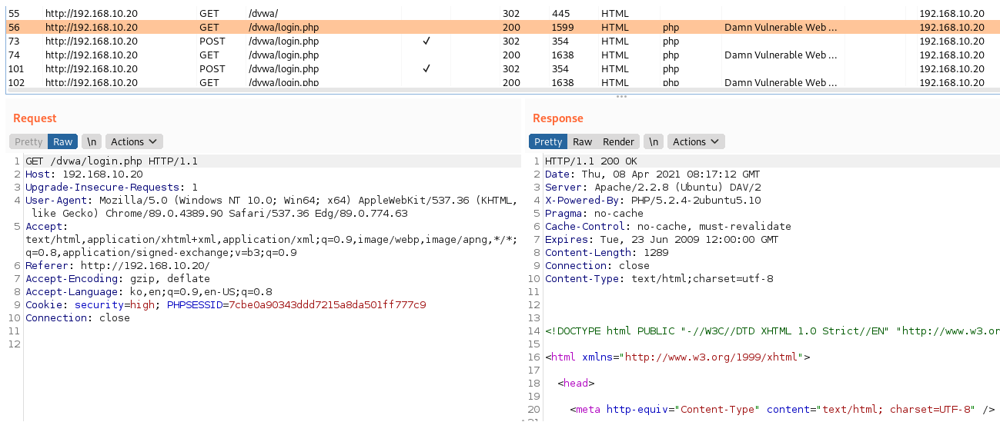 55 http://192.168.10.20 GET /dvwa/ 302 445 HTML 192.168.10.20
56 http://192.168.10.20 GET /dvwa/login.php 200 1599 HTML php Damn Vulnerable Web ... 192.168.10.20
73 http://192.168.10.20 POST /dvwa/login.php ✓ 302 354 HTML php 192.168.10.20
74 http://192.168.10.20 GET /dvwa/login.php 200 1638 HTML php Damn Vulnerable Web ... 192.168.10.20
101 http://192.168.10.20 POST /dvwa/login.php ✓ 302 354 HTML php 192.168.10.20
102 http://192.168.10.20 GET /dvwa/login.php 200 1638 HTML php Damn Vulnerable Web ... 192.168.10.20
Request
Pretty Raw \n Actions
1 GET /dvwa/login.php HTTP/1.1
2 Host: 192.168.10.20
3 Upgrade-Insecure-Requests: 1
4 User-Agent: Mozilla/5.0 (Windows NT 10.0; Win64; x64) AppleWebKit/537.36 (KHTML,
like Gecko) Chrome/89.0.4389.90 Safari/537.36 Edg/89.0.774.63
5 Accept:
text/html,application/xhtml+xml,application/xml;q=0.9,image/webp,image/apng,*/*;
q=0.8,application/signed-exchange;v=b3;q=0.9
6 Referer: http://192.168.10.20/
7 Accept-Encoding: gzip, deflate
8 Accept-Language: ko,en;q=0.9,en-US;q=0.8
9 Cookie: security=high; PHPSESSID=7cbe0a90343ddd7215a8da501ff777c9
10 Connection: close
11
12
Response
Pretty Raw Render \n Actions
1 HTTP/1.1 200 OK
2 Date: Thu, 08 Apr 2021 08:17:12 GMT
3 Server: Apache/2.2.8 (Ubuntu) DAV/2
4 X-Powered-By: PHP/5.2.4-2ubuntu5.10
5 Pragma: no-cache
6 Cache-Control: no-cache, must-revalidate
7 Expires: Tue, 23 Jun 2009 12:00:00 GMT
8 Content-Length: 1289
9 Connection: close
10 Content-Type: text/html;charset=utf-8
11
12
13
14 <!DOCTYPE html PUBLIC "-//W3C//DTD XHTML 1.0 Strict//EN" "http://www.w3.or
15
16 <html xmlns="http://www.w3.org/1999/xhtml">
17
18 <head>
19
20 <meta http-equiv="Content-Type" content="text/html; charset=UTF-8" />